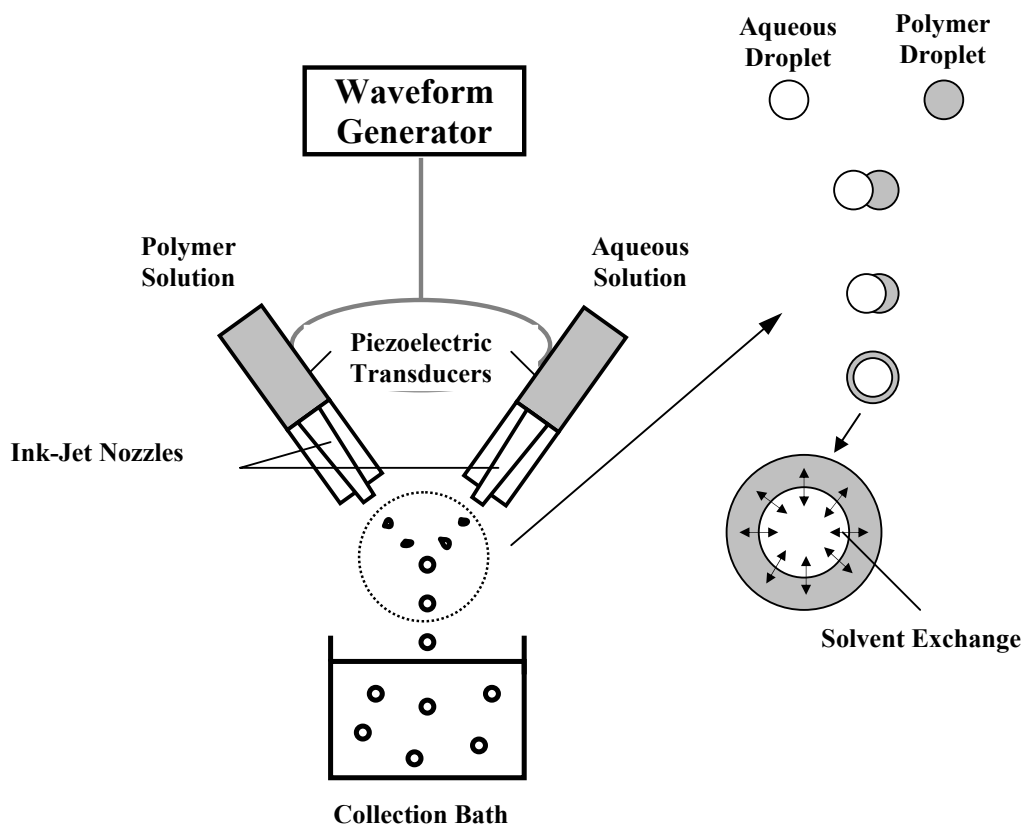 Aqueous
Droplet
Polymer
Droplet
Waveform
Generator
Polymer
Solution
Aqueous
Solution
Piezoelectric
Transducers
Ink-Jet Nozzles
Solvent Exchange
Collection Bath